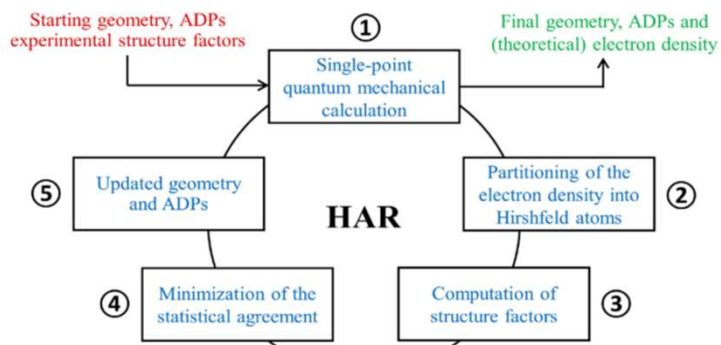 Starting geometry, ADPs
experimental structure factors
①
Final geometry, ADPs and
(theoretical) electron density
Single-point
quantum mechanical
calculation
⑤
Updated geometry
and ADPs
HAR
Partitioning of the
electron density into
Hirshfeld atoms
②
④
Minimization of the
statistical agreement
Computation of
structure factors
③